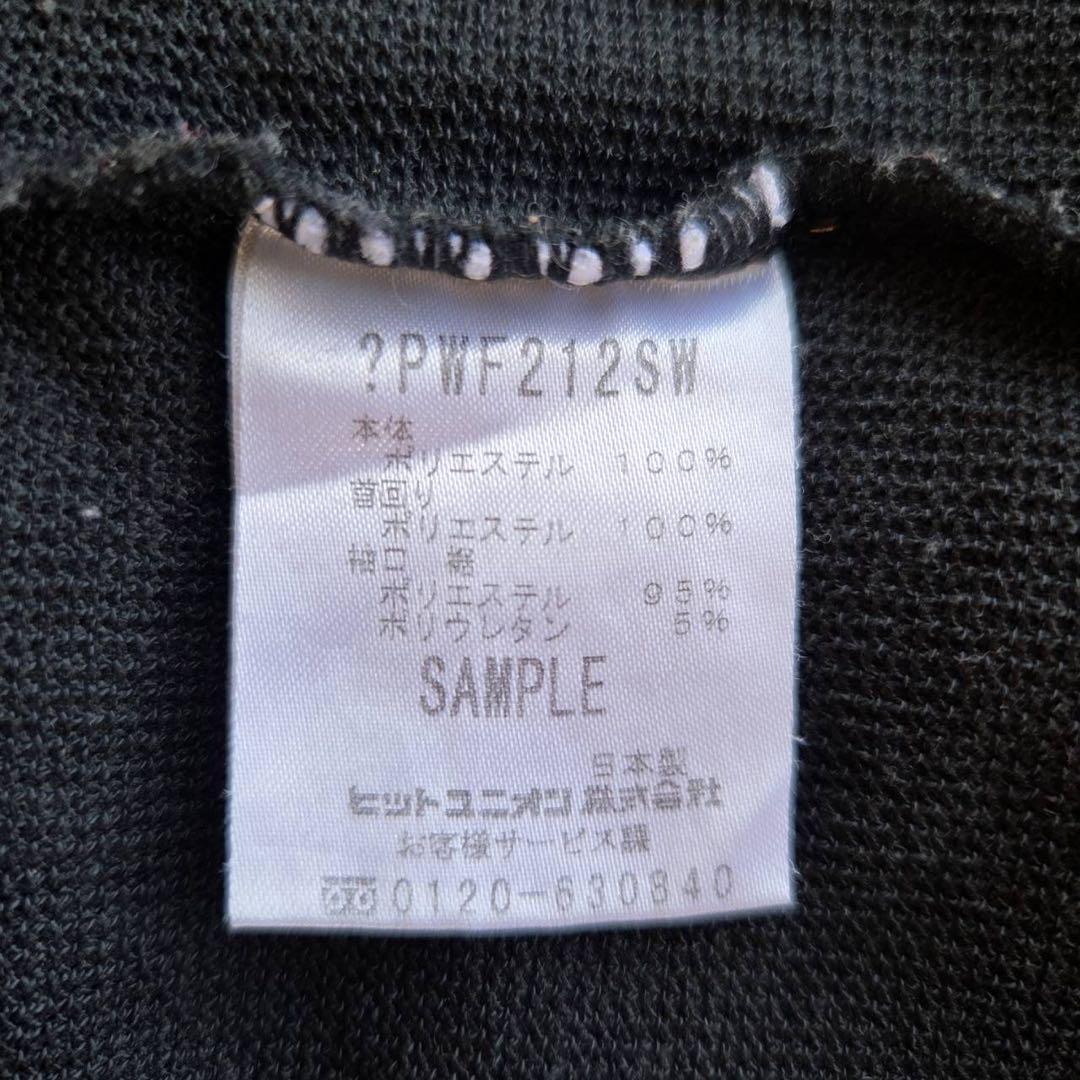 ?PWF212SW
本体
ポリエステル 100%
首回り
ポリエステル 100%
袖口 裾
ポリエステル 95%
ポリウレタン 5%
SAMPLE
日本製
ヒットユニオン株式会社
お客様サービス課
0120-630840